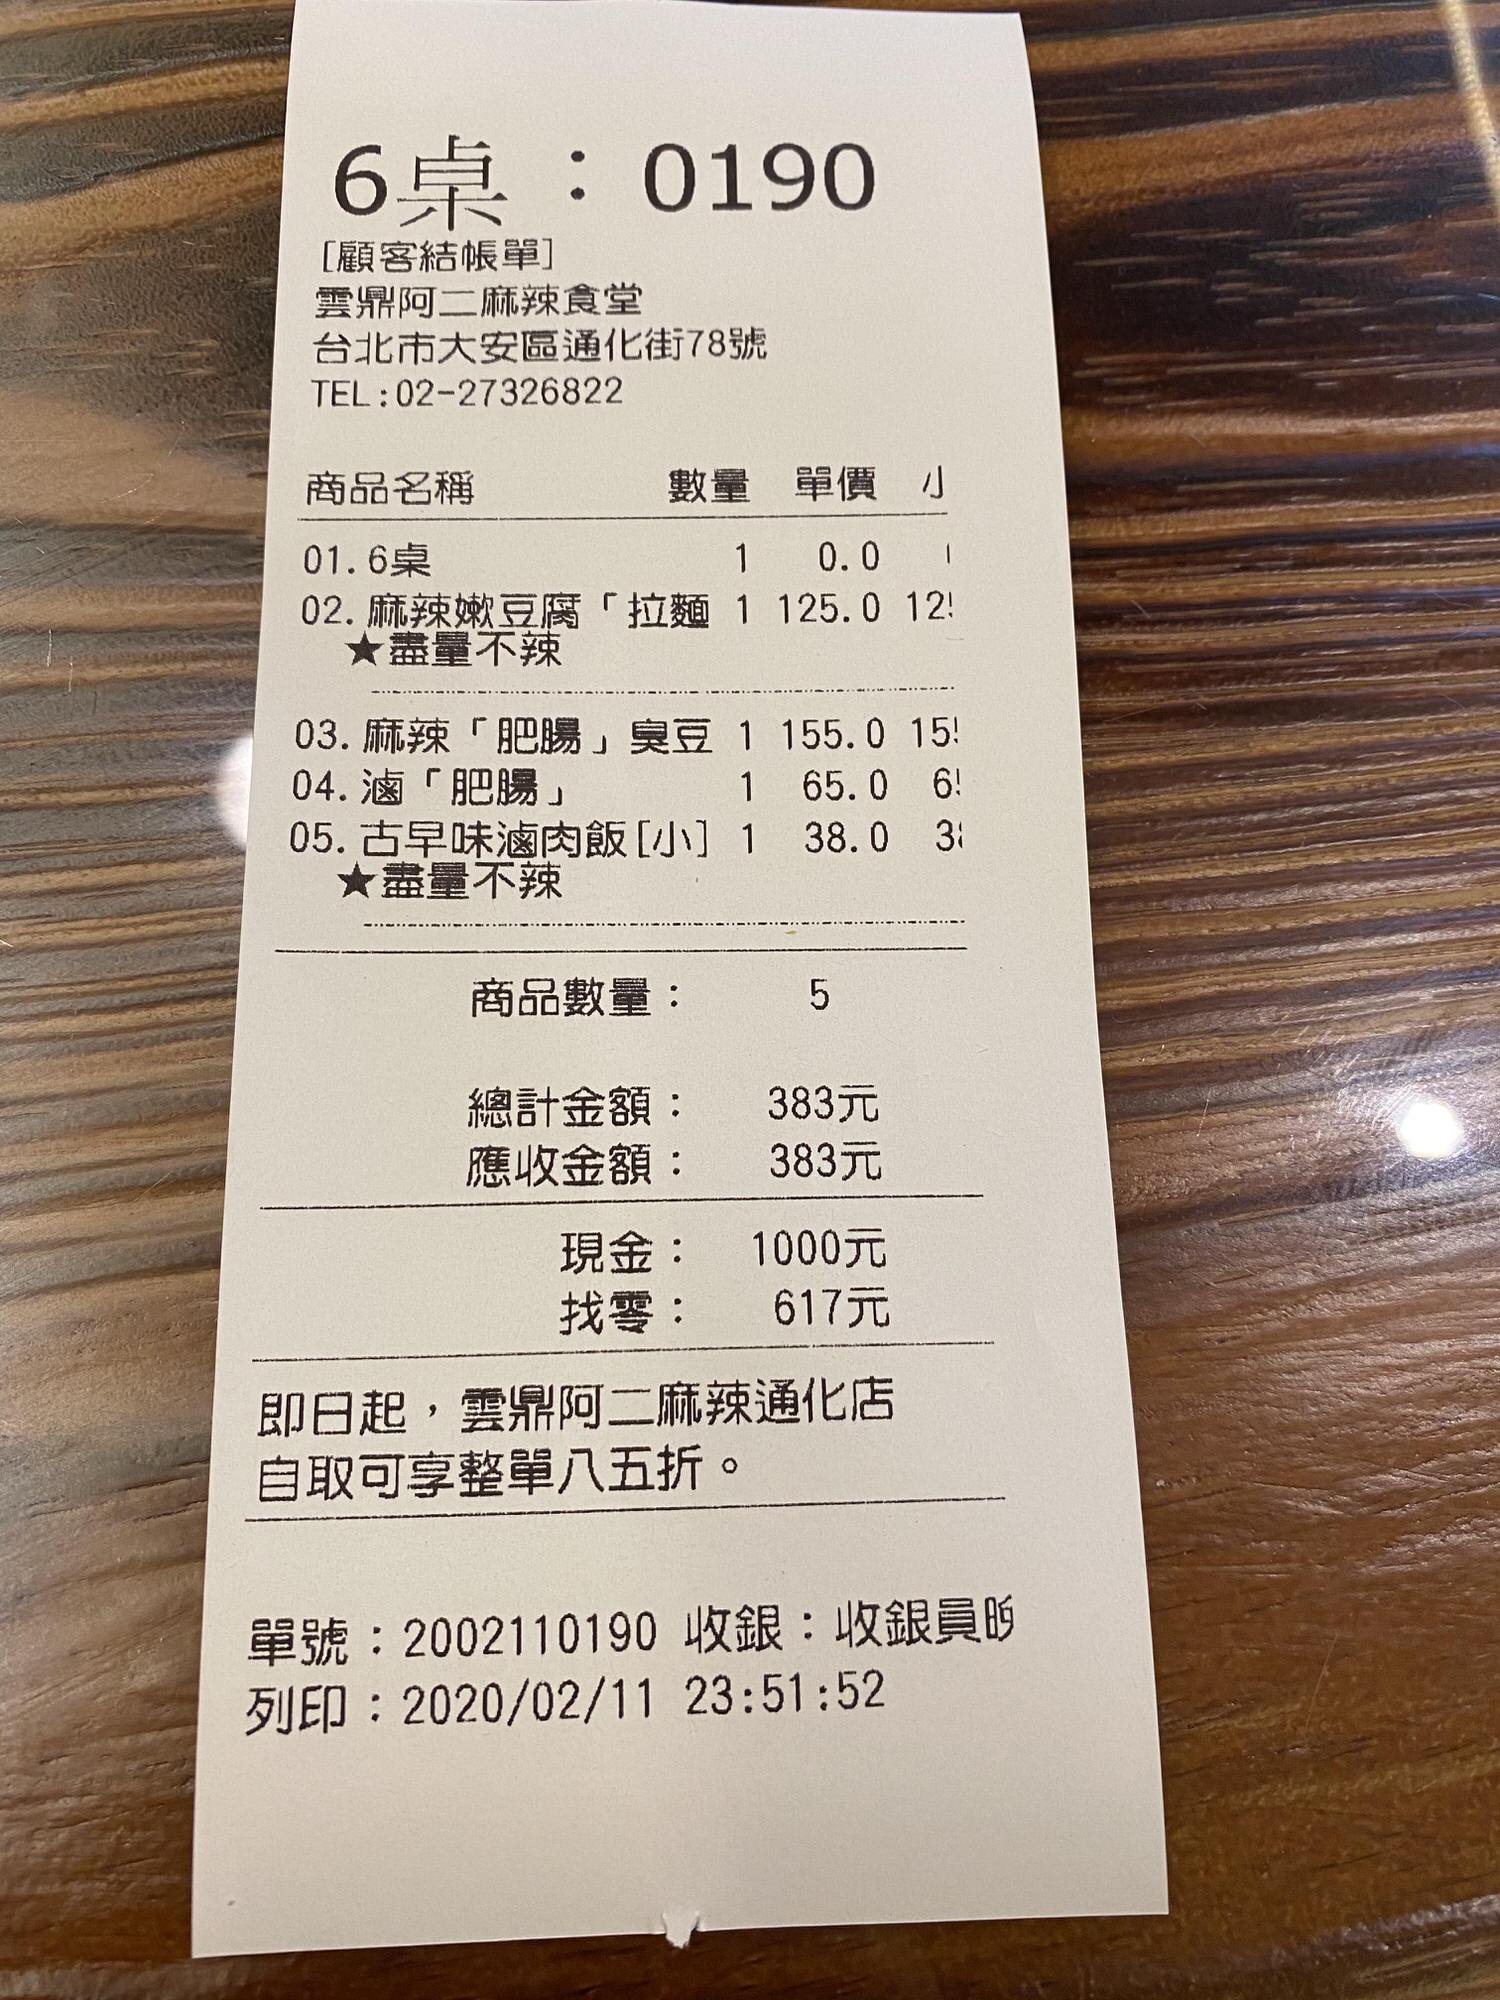 6桌：0190
[顧客結帳單]
雲鼎阿二麻辣食堂
台北市大安區通化街78號
TEL:02-27326822
商品名稱 數量 單價 小
01.6桌 1 0.0
02.麻辣嫩豆腐「拉麵 1 125.0 12
★盡量不辣
03.麻辣「肥腸」臭豆 1 155.0 15
04.滷「肥腸」 1 65.0 6
05.古早味滷肉飯[小] 1 38.0 3
★盡量不辣
商品數量： 5
總計金額： 383元
應收金額： 383元
現金： 1000元
找零： 617元
即日起，雲鼎阿二麻辣通化店
自取可享整單八五折。
單號：2002110190 收銀：收銀員
列印：2020/02/11 23:51:52